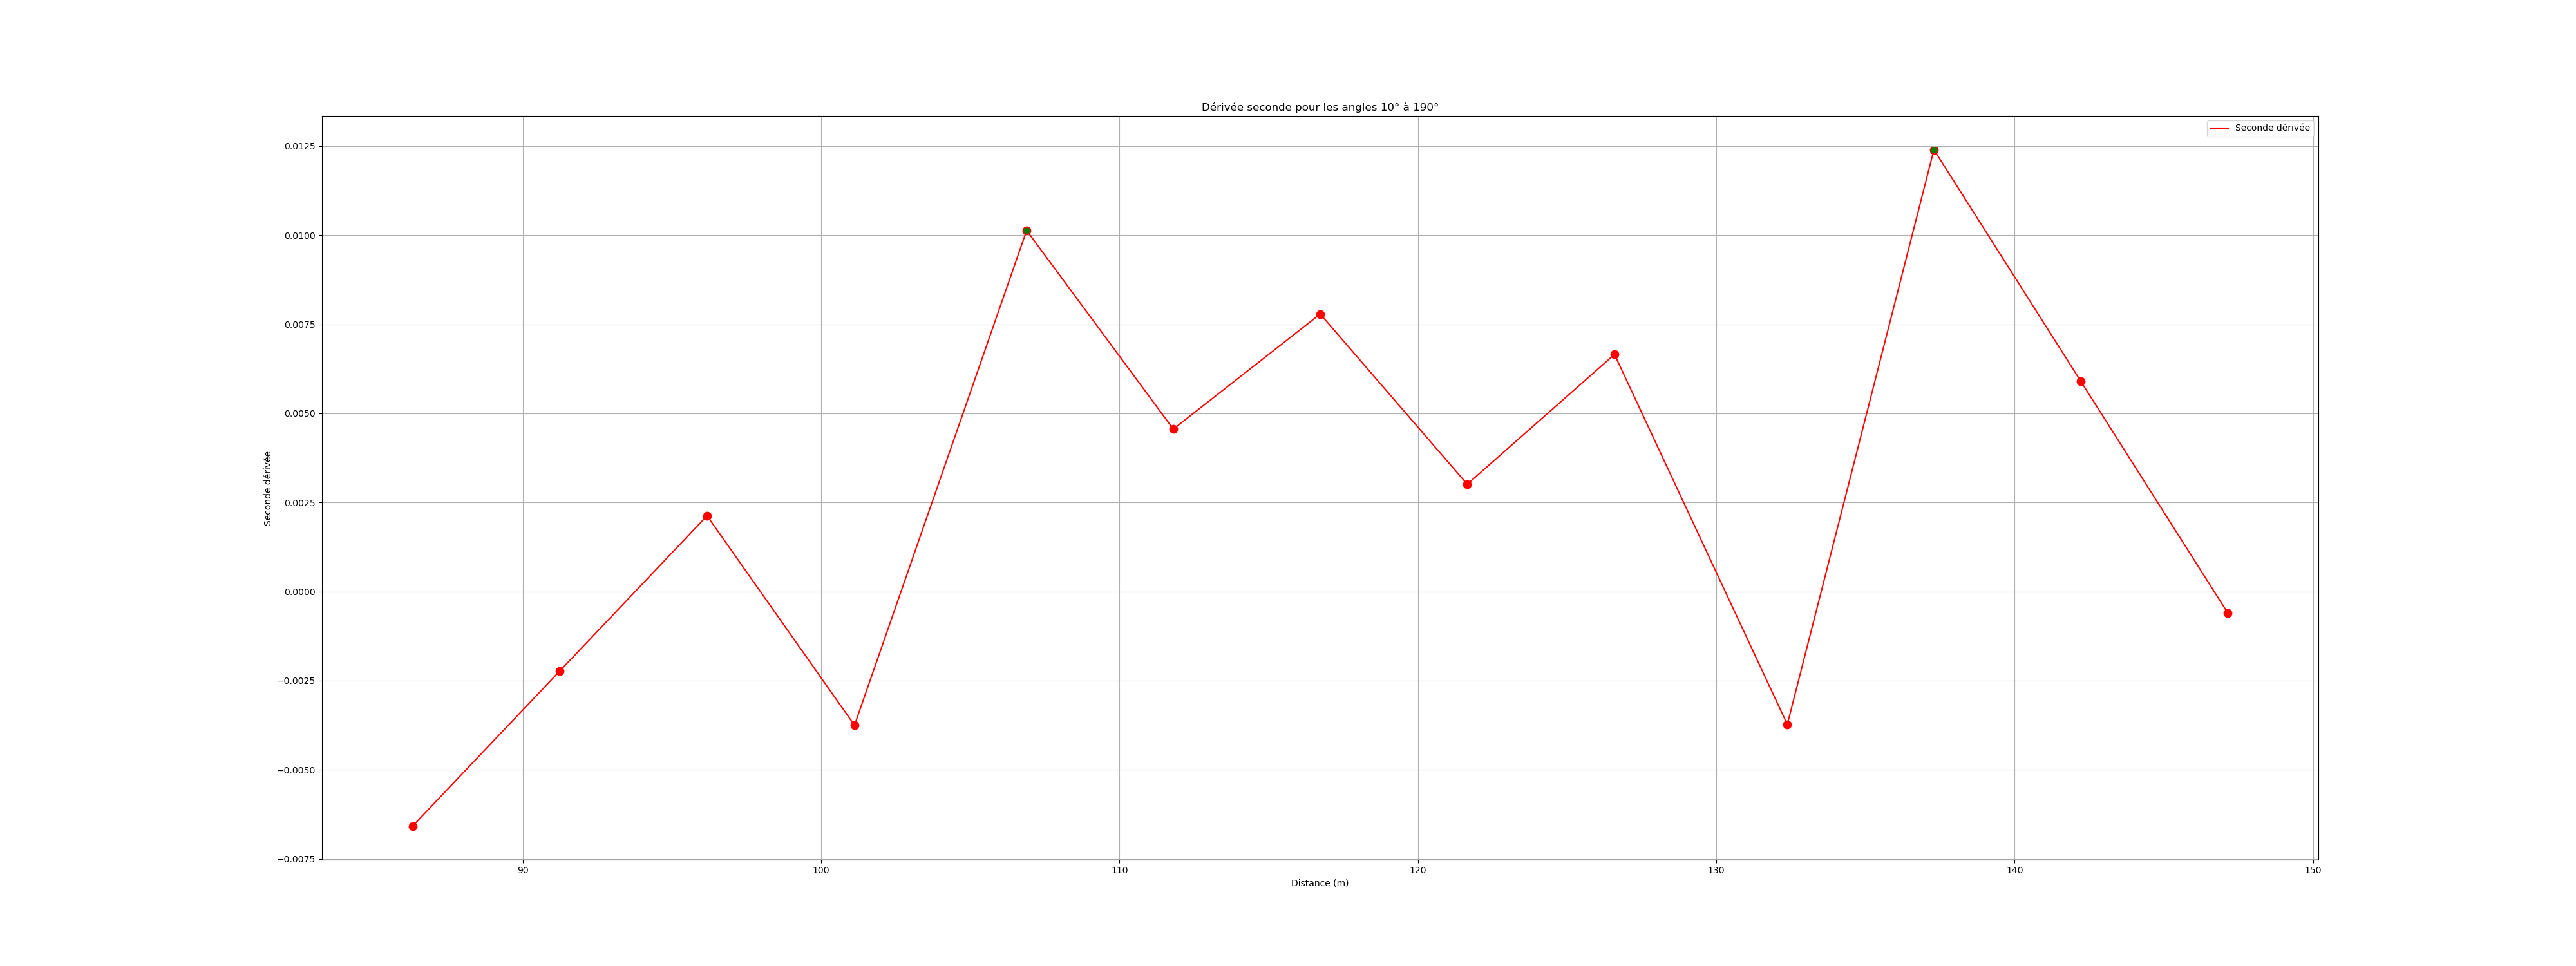 Dérivée seconde pour les angles 10° à 190°
Seconde dérivée
0.0125
0.0100
0.0075
0.0050
0.0025
0.0000
−0.0025
−0.0050
−0.0075
Seconde dérivée
90 100 110 120 130 140 150
Distance (m)